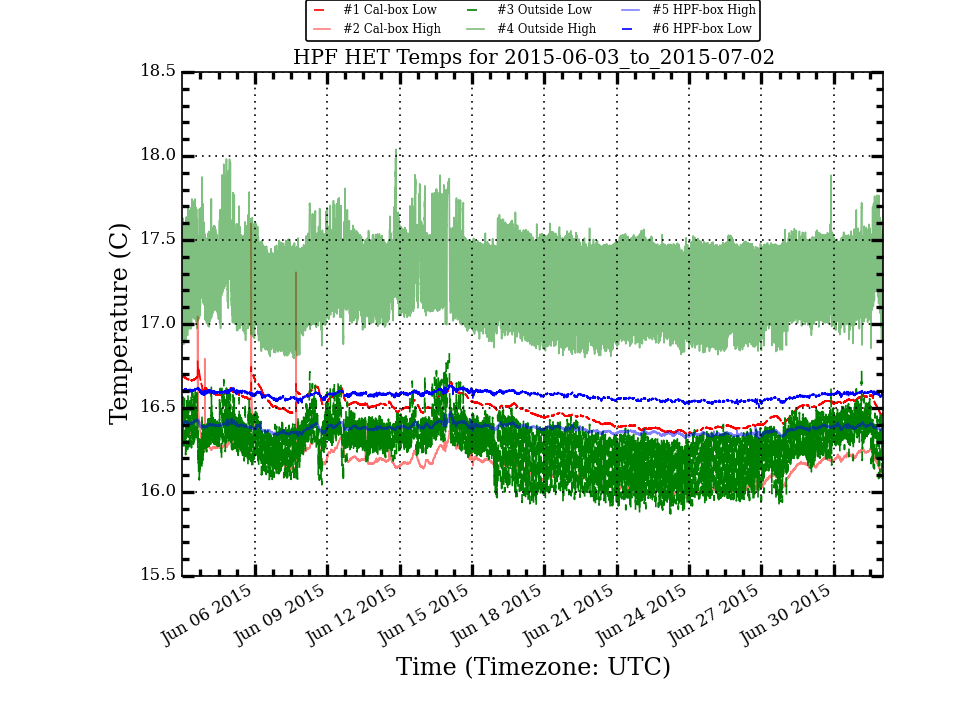 #1 Cal-box Low #3 Outside Low #5 HPF-box High
#2 Cal-box High #4 Outside High #6 HPF-box Low
HPF HET Temps for 2015-06-03_to_2015-07-02
18.5
18.0
17.5
17.0
16.5
16.0
15.5
Temperature (C)
Jun 06 2015 Jun 09 2015 Jun 12 2015 Jun 15 2015 Jun 18 2015 Jun 21 2015 Jun 24 2015 Jun 27 2015 Jun 30 2015
Time (Timezone: UTC)